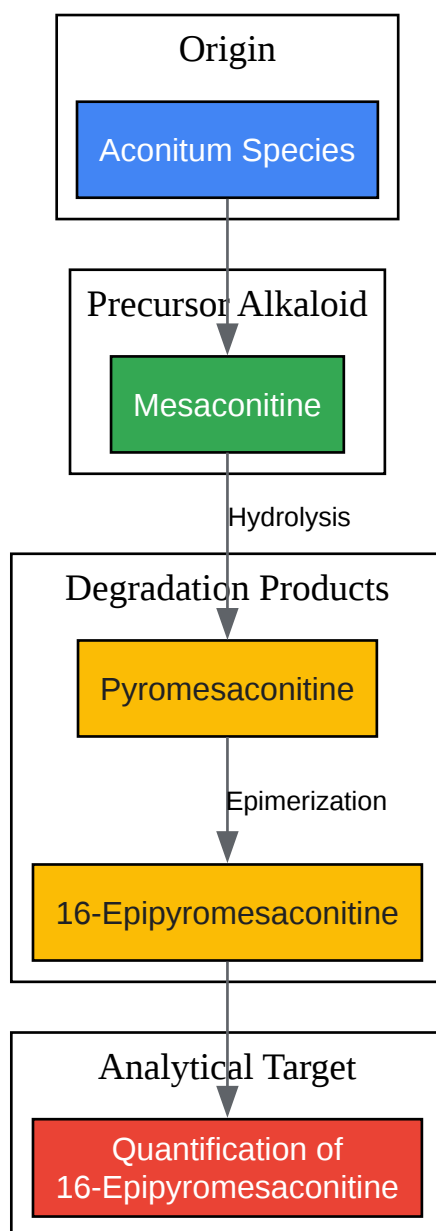 Origin
Aconitum Species
Precursor Alkaloid
Mesaconitine
Hydrolysis
Degradation Products
Pyromesaconitine
Epimerization
16-Epipyromesaconitine
Analytical Target
Quantification of
16-Epipyromesaconitine